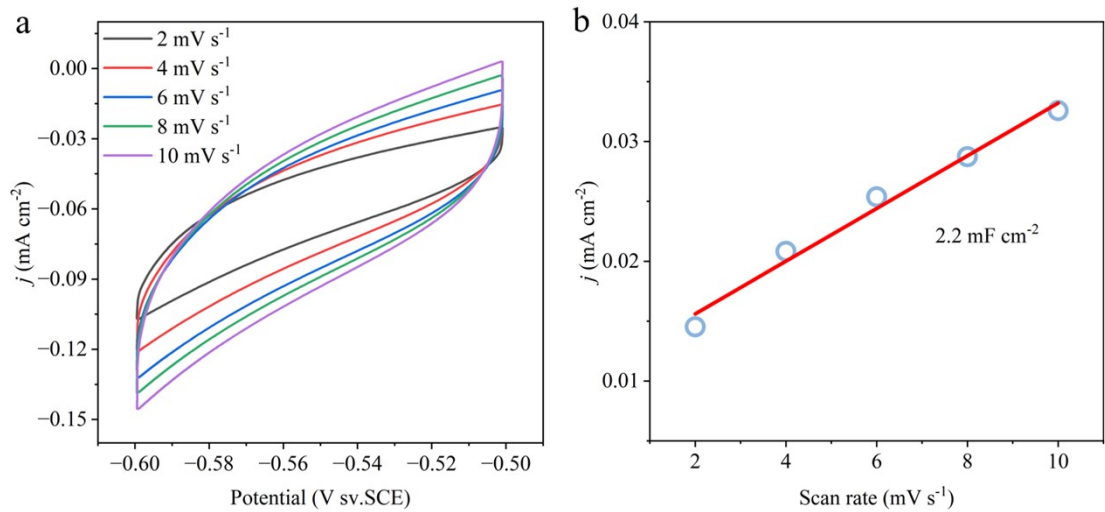 a
2 mV s⁻¹
4 mV s⁻¹
6 mV s⁻¹
8 mV s⁻¹
10 mV s⁻¹
0.00
−0.03
−0.06
−0.09
−0.12
−0.15
j (mA cm⁻²)
−0.60
−0.58
−0.56
−0.54
−0.52
−0.50
Potential (V sv.SCE)
b
0.04
0.03
0.02
0.01
j (mA cm⁻²)
2.2 mF cm⁻²
2
4
6
8
10
Scan rate (mV s⁻¹)